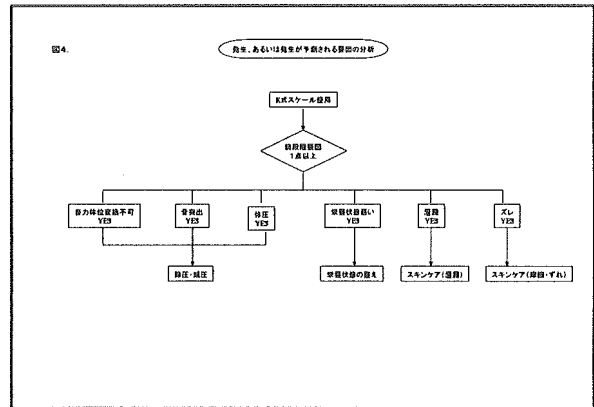 図4.
発生、あるいは発生が予測される要因の分析
K式スケール使用
前段階要因
1点以上
自力体位変換不可
YES
骨突出
YES
体圧
YES
栄養状態悪い
YES
湿潤
YES
ズレ
YES
除圧・減圧
栄養状態の整え
スキンケア(湿潤)
スキンケア(摩擦・ずれ)